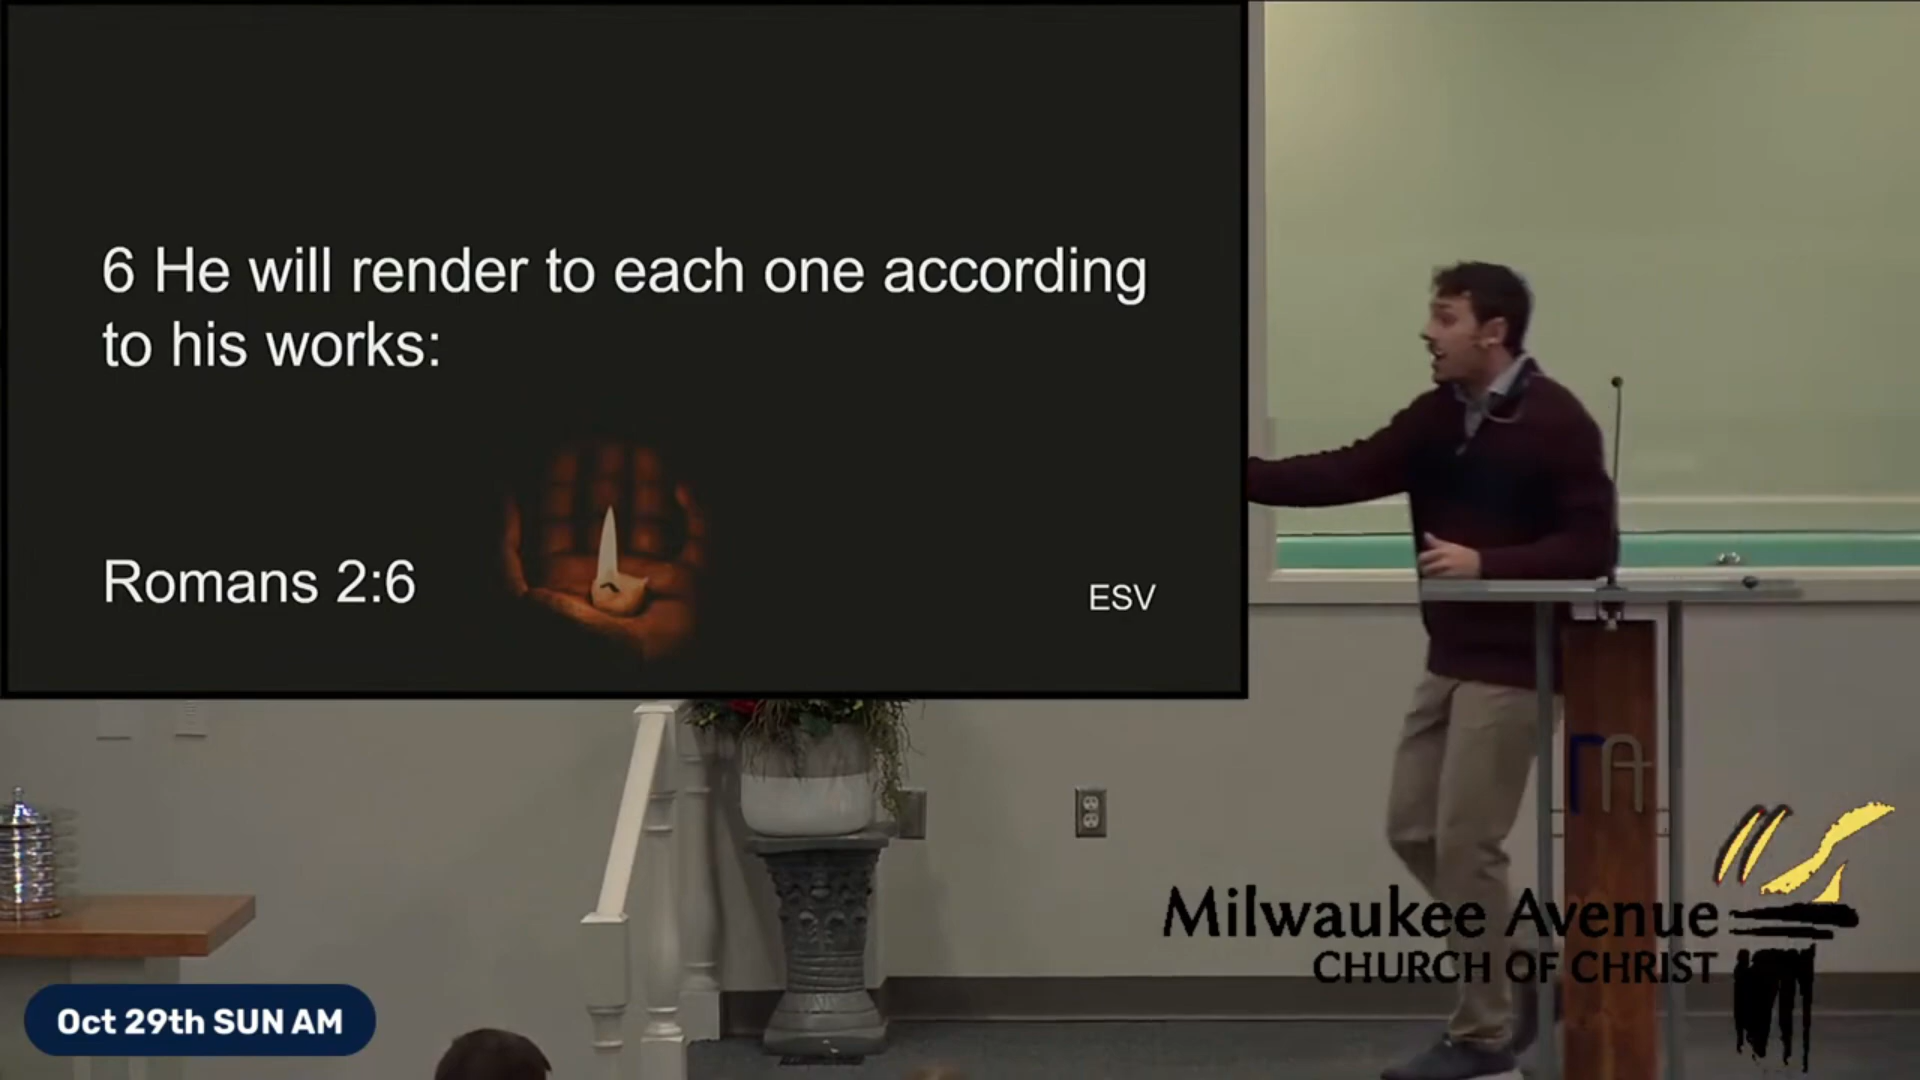 6 He will render to each one according
to his works:
Romans 2:6
ESV
Milwaukee Avenue
CHURCH OF CHRIST
Oct 29th SUN AM